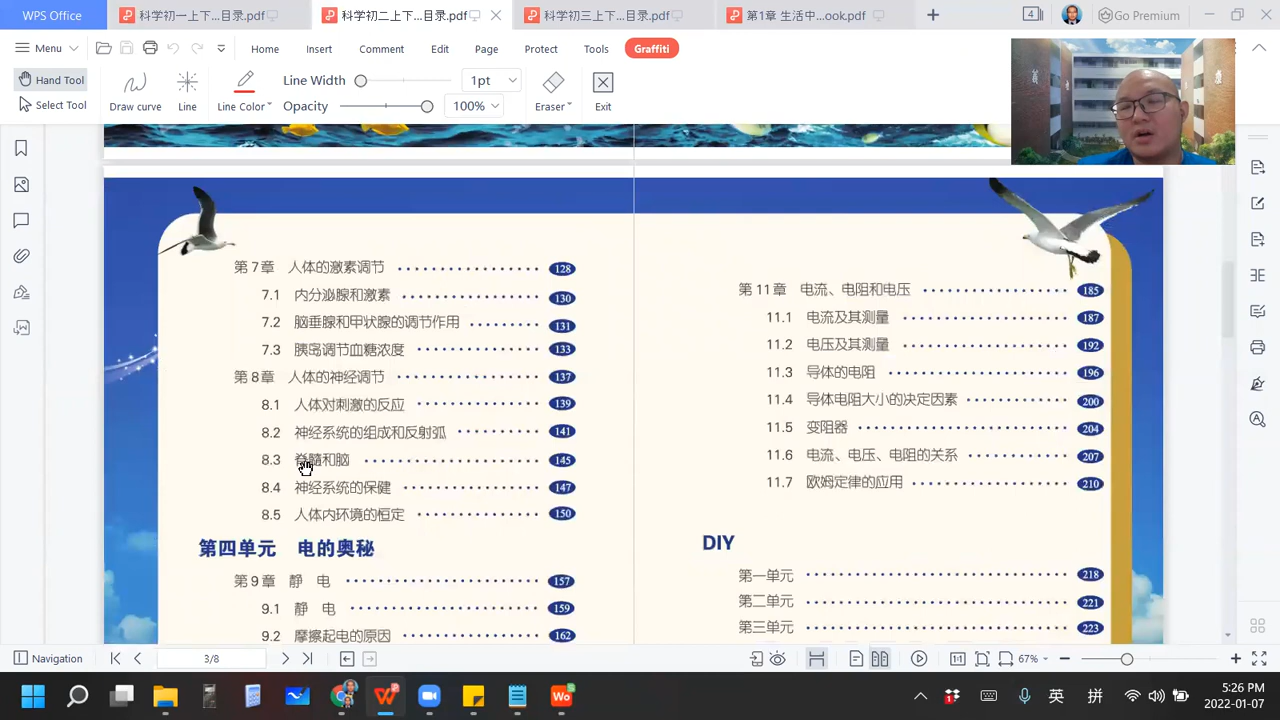 WPS Office
科学初一上下...目录.pdf
科学初二上下...目录.pdf
科学初三上下...目录.pdf
第1章 生活中...ook.pdf
4
Go Premium
Menu
Home
Insert
Comment
Edit
Page
Protect
Tools
Graffiti
Hand Tool
Select Tool
Draw curve
Line
Line Color
Line Width
1pt
Opacity
100%
Eraser
Exit
第7章 人体的激素调节 128
7.1 内分泌腺和激素 130
7.2 脑垂腺和甲状腺的调节作用 131
7.3 胰岛调节血糖浓度 133
第8章 人体的神经调节 137
8.1 人体对刺激的反应 139
8.2 神经系统的组成和反射弧 141
8.3 脊髓和脑 145
8.4 神经系统的保健 147
8.5 人体内环境的恒定 150
第四单元 电的奥秘
第9章 静 电 157
9.1 静 电 159
9.2 摩擦起电的原因 162
第11章 电流、电阻和电压 185
11.1 电流及其测量 187
11.2 电压及其测量 192
11.3 导体的电阻 196
11.4 导体电阻大小的决定因素 200
11.5 变阻器 204
11.6 电流、电压、电阻的关系 207
11.7 欧姆定律的应用 210
DIY
第一单元 218
第二单元 221
第三单元 223
Navigation
3/8
1:1
67%
Wo
英
拼
5:26 PM
2022-01-07